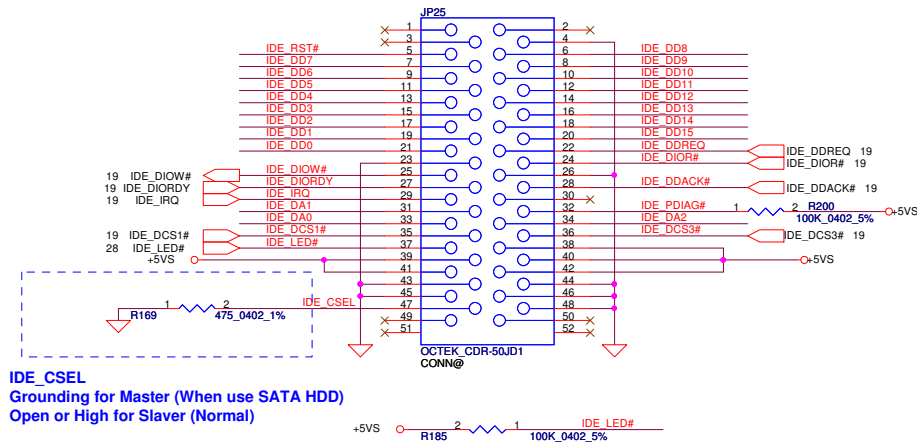 JP25
1 2
3 4
IDE_RST# 5 6 IDE_DD8
IDE_DD7 7 8 IDE_DD9
IDE_DD6 9 10 IDE_DD10
IDE_DD5 11 12 IDE_DD11
IDE_DD4 13 14 IDE_DD12
IDE_DD3 15 16 IDE_DD13
IDE_DD2 17 18 IDE_DD14
IDE_DD1 19 20 IDE_DD15
IDE_DD0 21 22 IDE_DDREQ IDE_DDREQ 19
23 24 IDE_DIOR# IDE_DIOR# 19
19 IDE_DIOW# IDE_DIOW# 25 26
19 IDE_DIORDY IDE_DIORDY 27 28 IDE_DDACK# IDE_DDACK# 19
19 IDE_IRQ IDE_IRQ 29 30
IDE_DA1 31 32 IDE_PDIAG# 1 2 R200 +5VS
100K_0402_5%
IDE_DA0 33 34 IDE_DA2
19 IDE_DCS1# IDE_DCS1# 35 36 IDE_DCS3# IDE_DCS3# 19
28 IDE_LED# IDE_LED# 37 38
+5VS 39 40 +5VS
41 42
43 44
45 46
R169 1 2 475_0402_1% IDE_CSEL 47 48
49 50
51 52
OCTEK_CDR-50JD1
CONN@
IDE_CSEL
Grounding for Master (When use SATA HDD)
Open or High for Slaver (Normal)
+5VS R185 2 1 IDE_LED#
100K_0402_5%